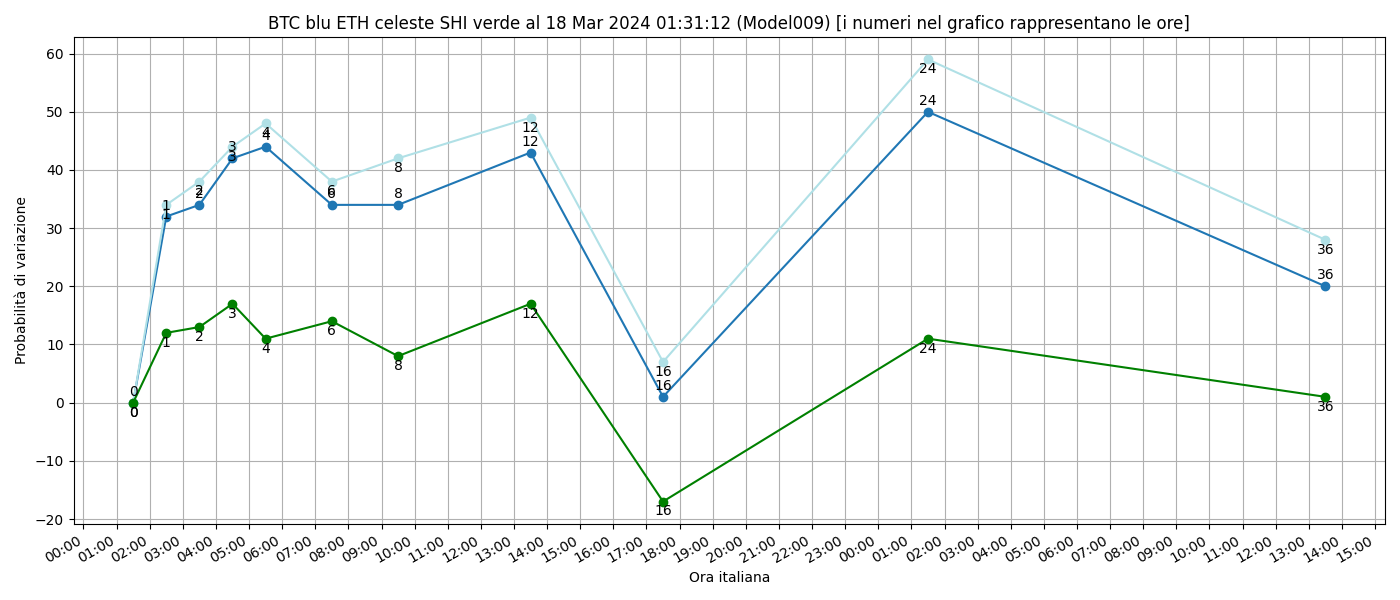 BTC blu ETH celeste SHI verde al 18 Mar 2024 01:31:12 (Model009) [i numeri nel grafico rappresentano le ore]
Probabilità di variazione
60
50
40
30
20
10
0
−10
−20
0 1 2 3 4 6 8 12 16 24 36
0 1 2 3 4 6 8 12 16 24 36
0 1 2 3 4 6 8 12 16 24 36
00:00 01:00 02:00 03:00 04:00 05:00 06:00 07:00 08:00 09:00 10:00 11:00 12:00 13:00 14:00 15:00 16:00 17:00 18:00 19:00 20:00 21:00 22:00 23:00 00:00 01:00 02:00 03:00 04:00 05:00 06:00 07:00 08:00 09:00 10:00 11:00 12:00 13:00 14:00 15:00
Ora italiana